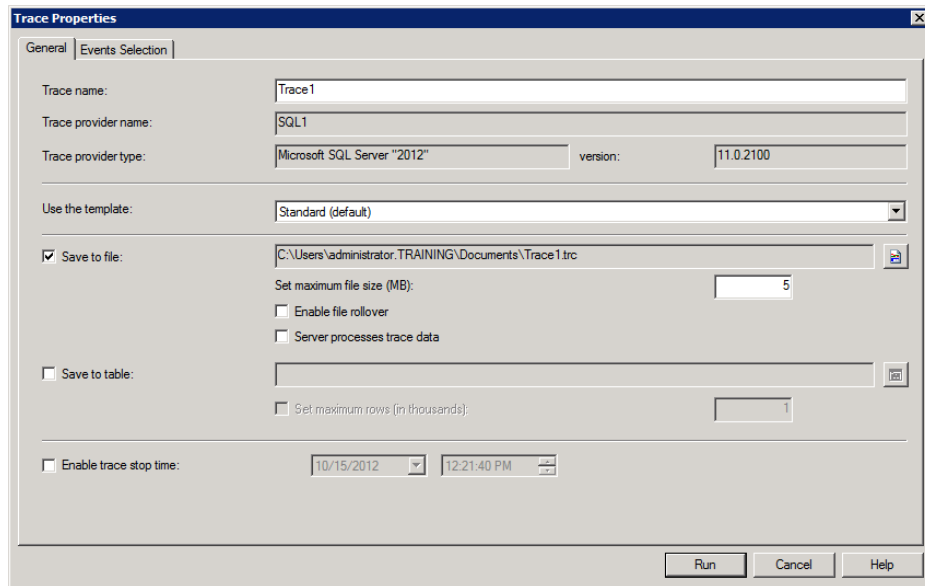 Trace Properties
General Events Selection
Trace name: Trace1
Trace provider name: SQL1
Trace provider type: Microsoft SQL Server "2012" version: 11.0.2100
Use the template: Standard (default)
Save to file: C:\Users\administrator.TRAINING\Documents\Trace1.trc
Set maximum file size (MB): 5
Enable file rollover
Server processes trace data
Save to table:
Set maximum rows (in thousands): 1
Enable trace stop time: 10/15/2012 12:21:40 PM
Run Cancel Help